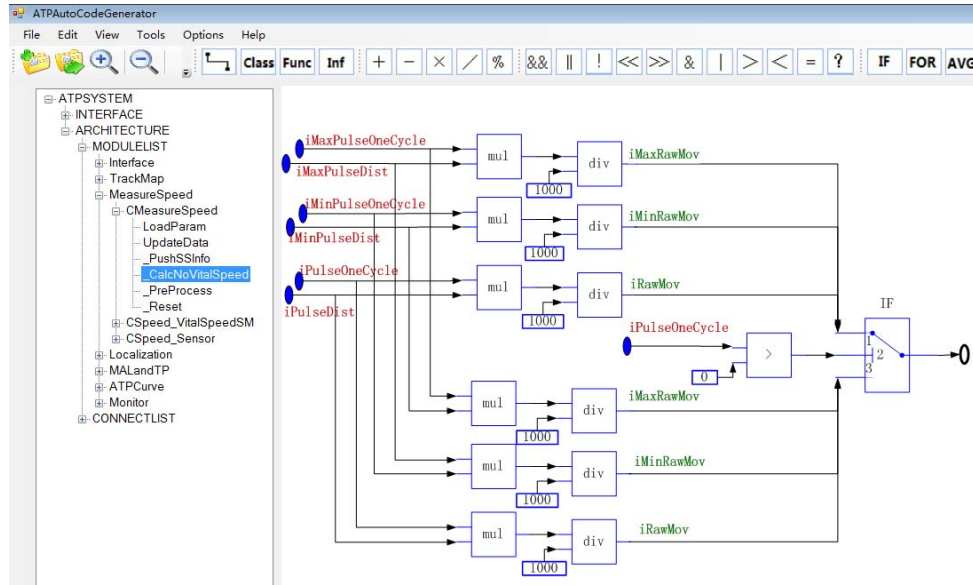 ATPAutoCodeGenerator
File Edit View Tools Options Help
Class Func Inf + − × / % && || ! << >> & | > < = ? IF FOR AVG
ATPSYSTEM
INTERFACE
ARCHITECTURE
MODULELIST
Interface
TrackMap
MeasureSpeed
CMeasureSpeed
LoadParam
UpdateData
_PushSSInfo
_CalcNoVitalSpeed
_PreProcess
_Reset
CSpeed_VitalSpeedSM
CSpeed_Sensor
Localization
MALandTP
ATPCurve
Monitor
CONNECTLIST
iMaxPulseOneCycle
iMaxPulseDist
mul
1000
div
iMaxRawMov
iMinPulseOneCycle
iMinPulseDist
mul
1000
div
iMinRawMov
iPulseOneCycle
iPulseDist
mul
1000
div
iRawMov
iPulseOneCycle
0
>
IF
1
2
3
mul
1000
div
iMaxRawMov
mul
1000
div
iMinRawMov
mul
1000
div
iRawMov